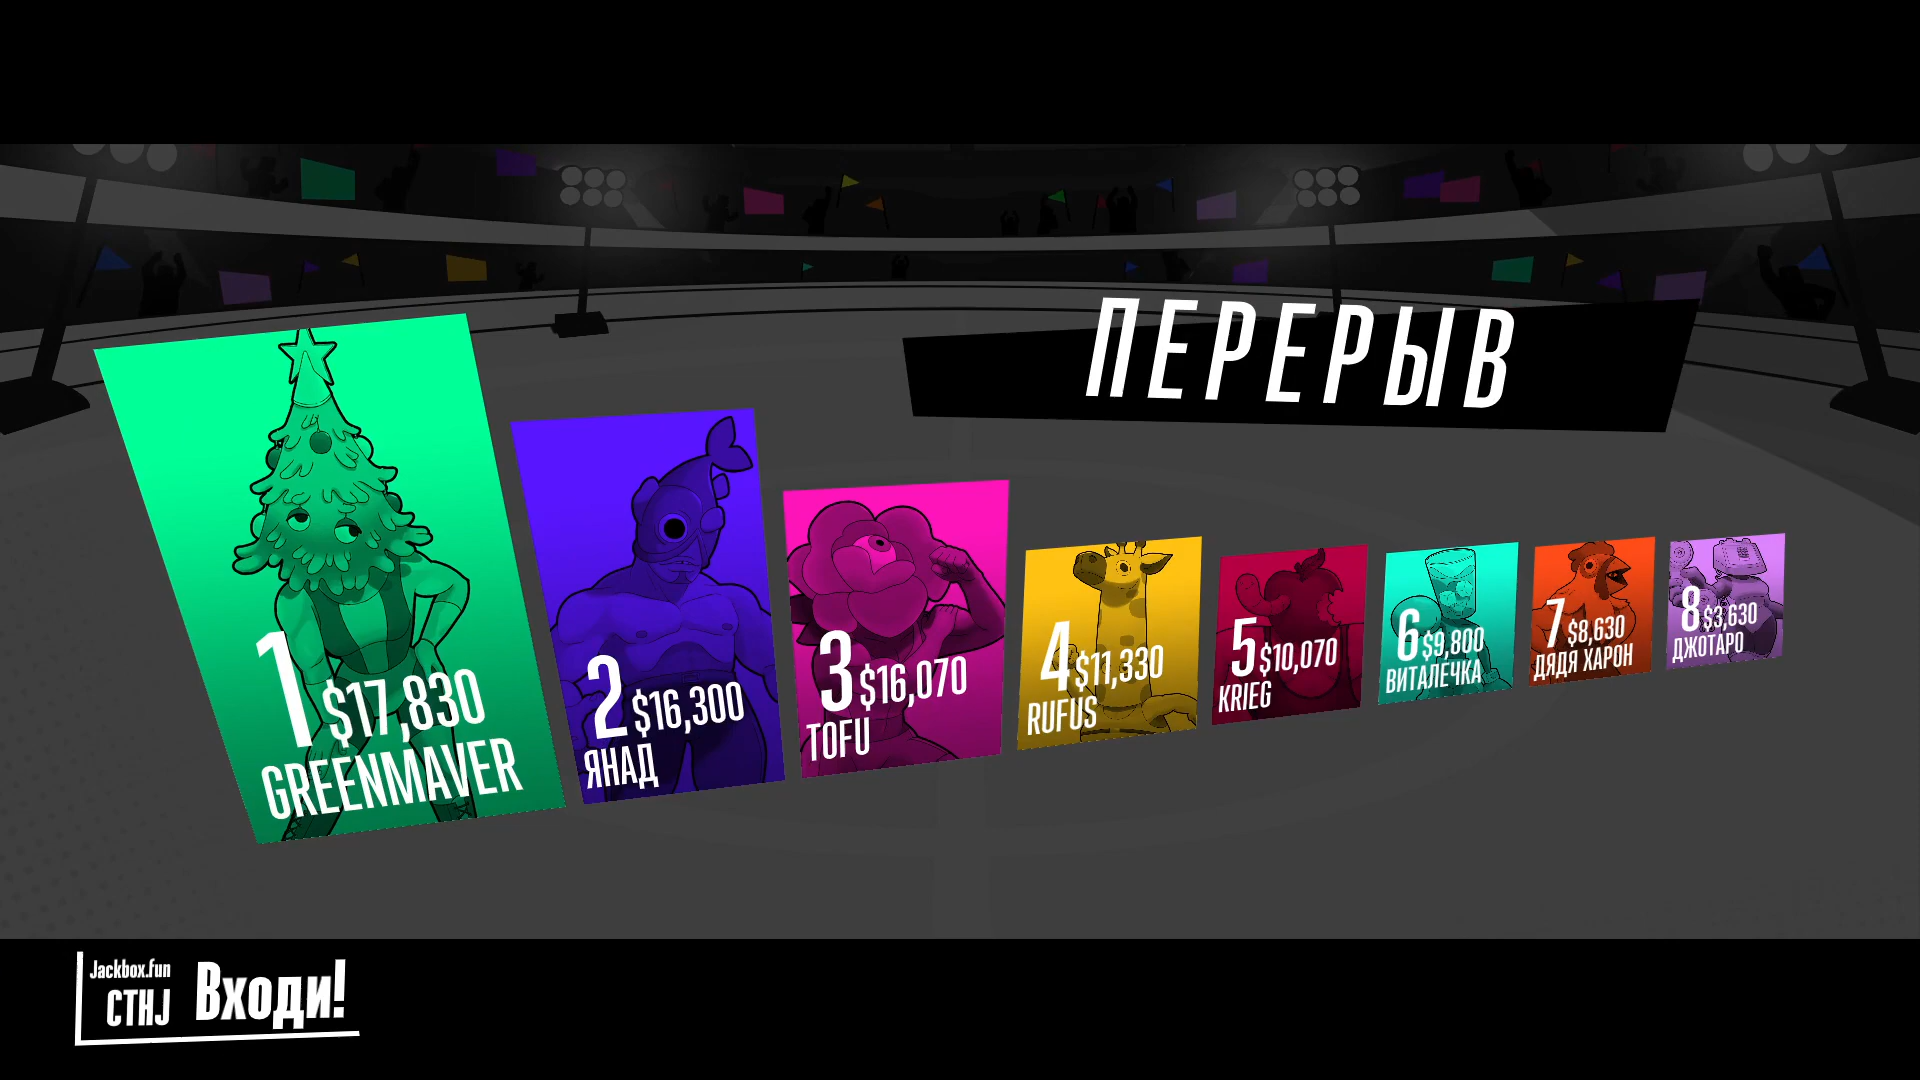 ПЕРЕРЫВ
1 $17,830
GREENMAVER
2 $16,300
ЯНАД
3 $16,070
TOFU
4 $11,330
RUFUS
5 $10,070
KRIEG
6 $9,800
ВИТАЛЕЧКА
7 $8,630
ДЯДЯ ХАРОН
8 $3,630
ДЖОТАРО
Jackbox.fun
CTHJ
Входи!